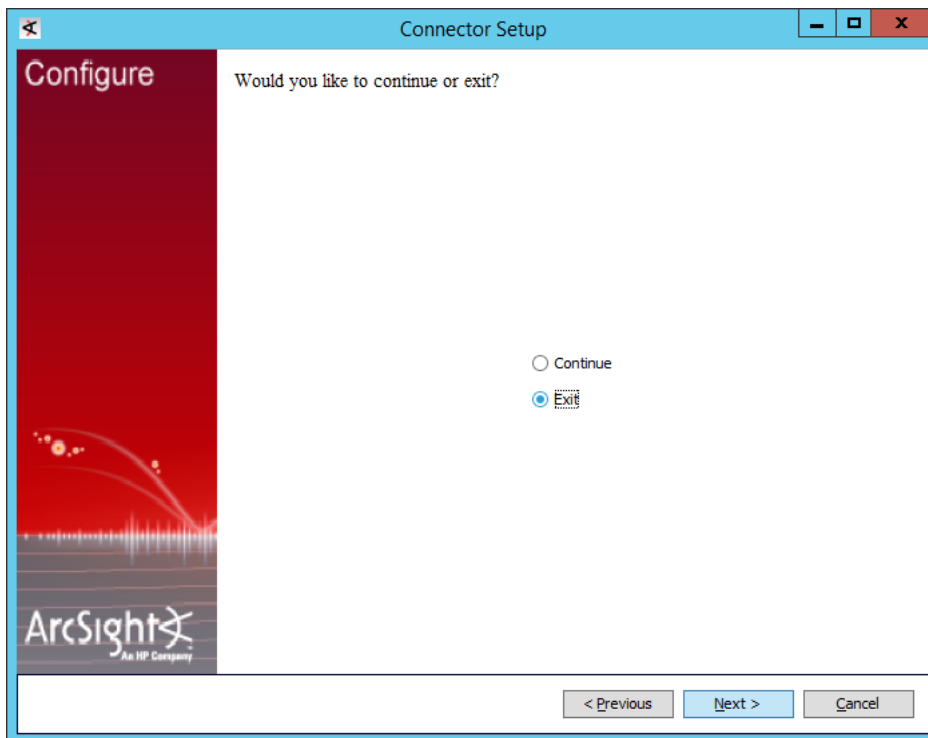 Connector Setup
Configure
Would you like to continue or exit?
Continue
Exit
ArcSight
An HP Company
< Previous
Next >
Cancel